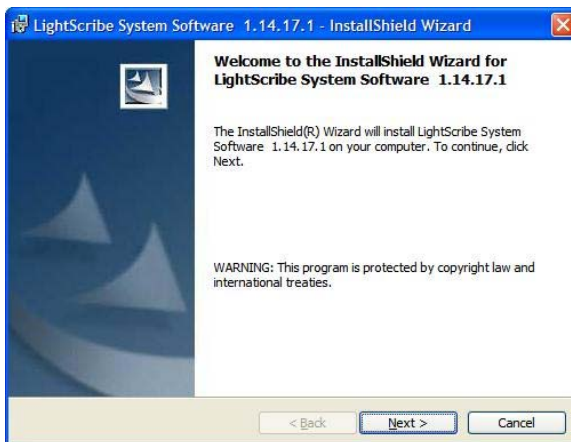 LightScribe System Software 1.14.17.1 - InstallShield Wizard
Welcome to the InstallShield Wizard for
LightScribe System Software 1.14.17.1
The InstallShield(R) Wizard will install LightScribe System
Software 1.14.17.1 on your computer. To continue, click
Next.
WARNING: This program is protected by copyright law and
international treaties.
< Back
Next >
Cancel